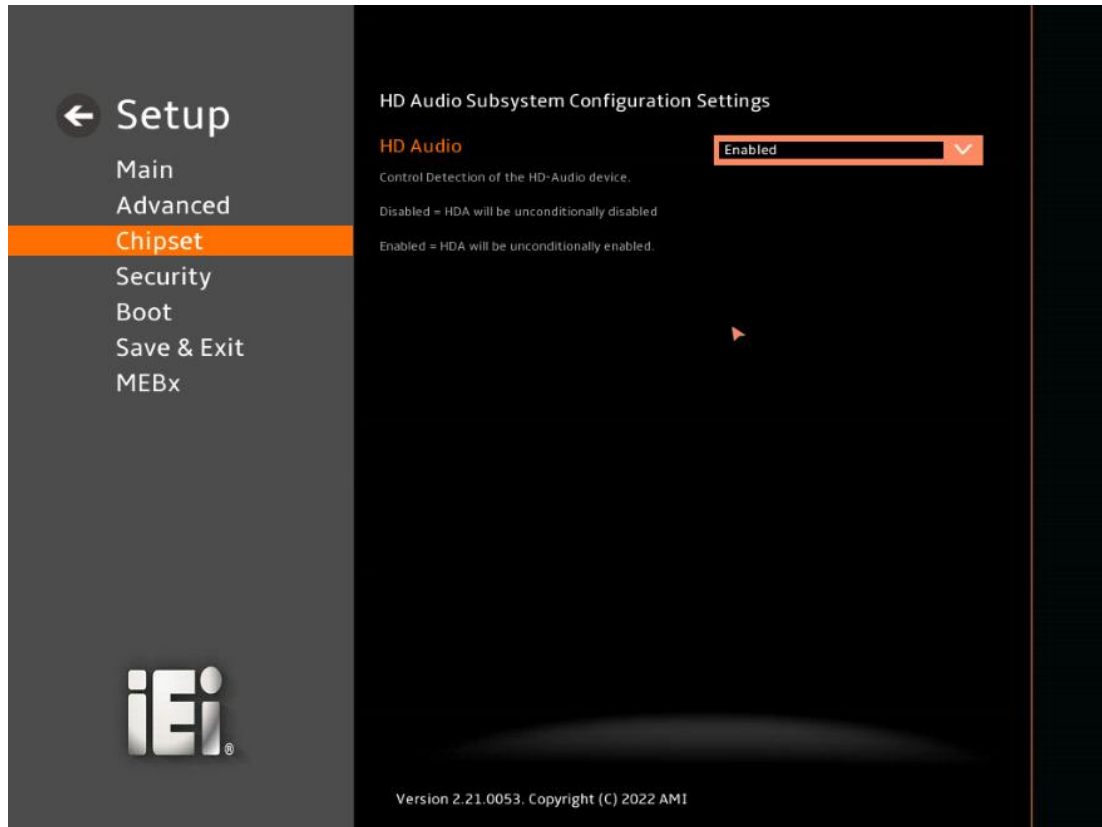 Setup
Main
Advanced
Chipset
Security
Boot
Save & Exit
MEBx
iEi®
HD Audio Subsystem Configuration Settings
HD Audio
Enabled
Control Detection of the HD-Audio device.
Disabled = HDA will be unconditionally disabled
Enabled = HDA will be unconditionally enabled.
Version 2.21.0053. Copyright (C) 2022 AMI